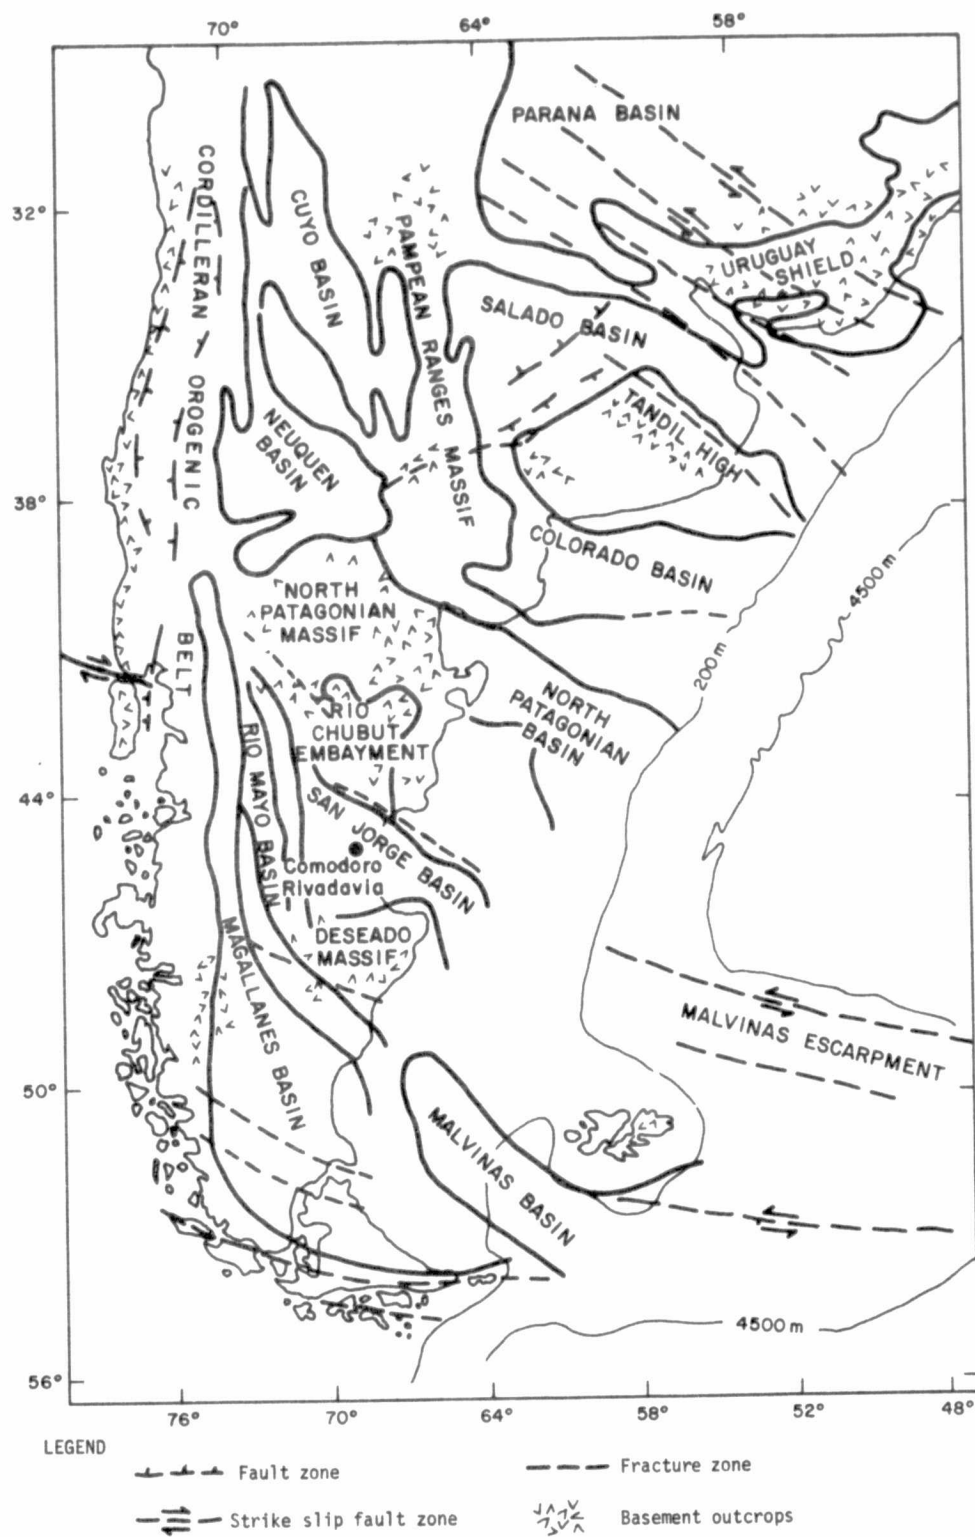 70°
64°
58°
PARANA BASIN
32°
CORDILLERAN OROGENIC BELT
CUYO BASIN
PAMPEAN RANGES MASSIF
URUGUAY
SHIELD
SALADO BASIN
TANDIL HIGH
NEUQUEN
BASIN
38°
COLORADO BASIN
4500m
200m
NORTH
PATAGONIAN
MASSIF
NORTH
PATAGONIAN
BASIN
RIO
CHUBUT
EMBAYMENT
RIO MAYO BASIN
44°
SAN JORGE BASIN
Comodoro
Rivadavia
DESEADO
MASSIF
MAGALLANES BASIN
MALVINAS ESCARPMENT
50°
MALVINAS BASIN
4500m
56°
76°
70°
64°
58°
52°
48°
LEGEND
Fault zone
Fracture zone
Strike slip fault zone
Basement outcrops